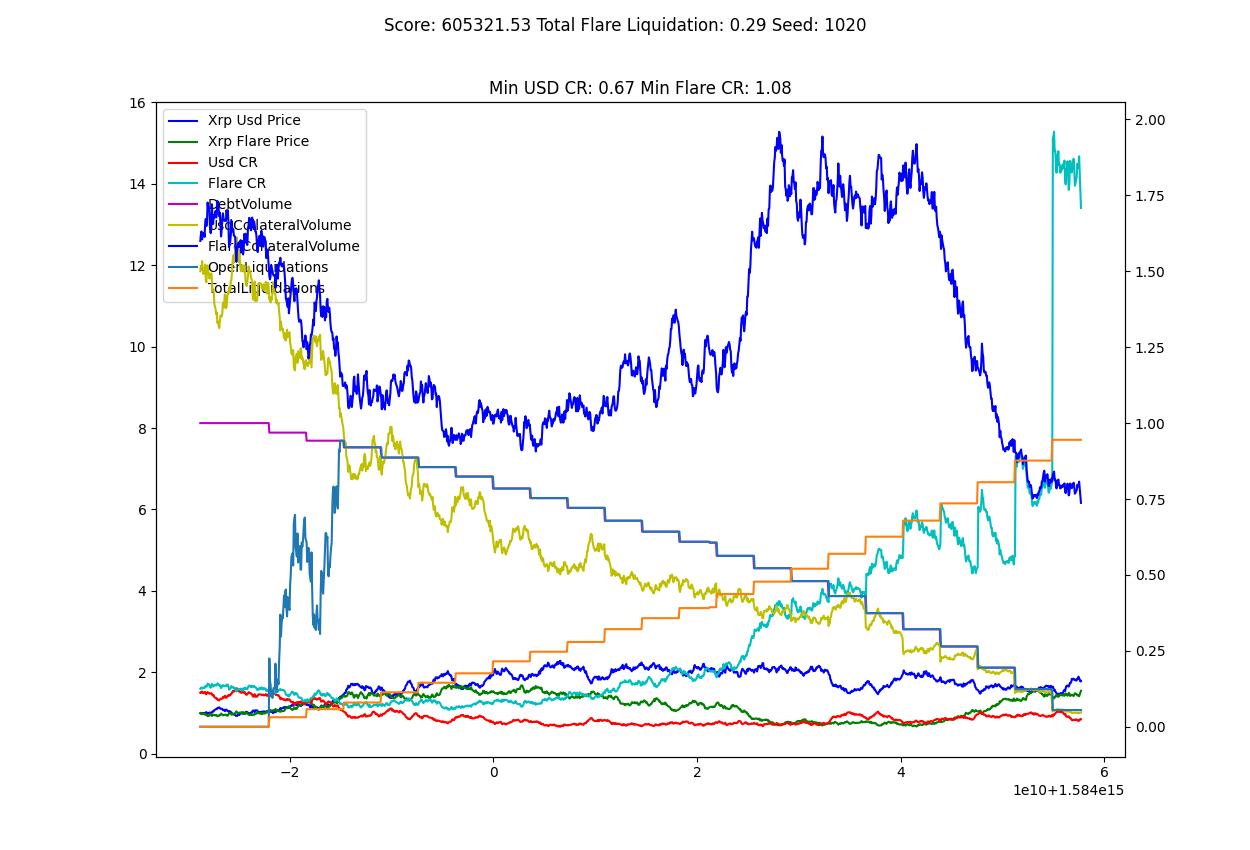 Score: 605321.53 Total Flare Liquidation: 0.29 Seed: 1020
Min USD CR: 0.67 Min Flare CR: 1.08
Xrp Usd Price
Xrp Flare Price
Usd CR
Flare CR
DebtVolume
UsdCollateralVolume
FlareCollateralVolume
OpenLiquidations
TotalLiquidations
16
14
12
10
8
6
4
2
0
2.00
1.75
1.50
1.25
1.00
0.75
0.50
0.25
0.00
−2
0
2
4
6
1e10+1.584e15